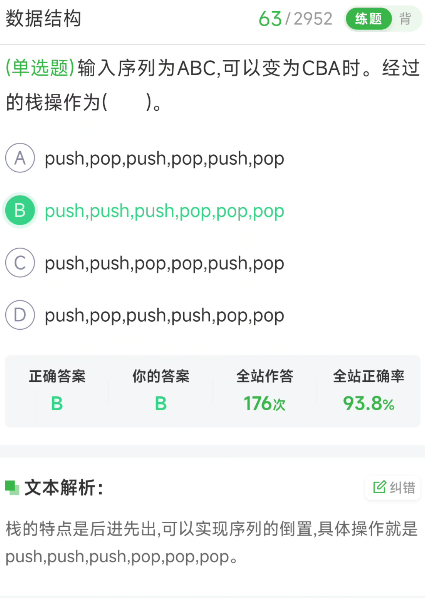 数据结构 63/2952 练题 背
(单选题)输入序列为ABC,可以变为CBA时。经过
的栈操作为(  )。
A push,pop,push,pop,push,pop
B push,push,push,pop,pop,pop
C push,push,pop,pop,push,pop
D push,pop,push,push,pop,pop
正确答案 你的答案 全站作答 全站正确率
B B 176次 93.8%
文本解析： 纠错
栈的特点是后进先出,可以实现序列的倒置,具体操作就是
push,push,push,pop,pop,pop。